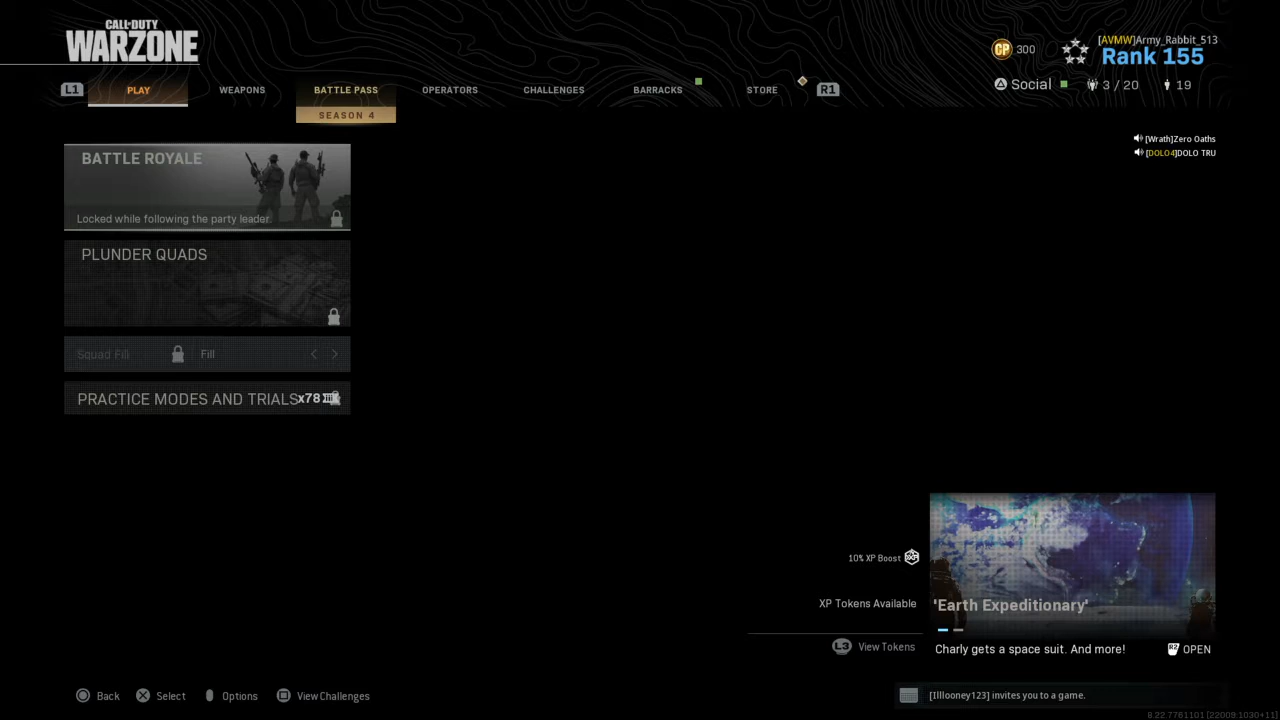 CALL OF DUTY
WARZONE
CP 300
[AVMW]Army_Rabbit_513
Rank 155
L1 PLAY WEAPONS BATTLE PASS OPERATORS CHALLENGES BARRACKS STORE R1
Social 3 / 20 19
SEASON 4
[Wrath]Zero Oaths
[DOLO4]DOLO TRU
BATTLE ROYALE
Locked while following the party leader.
PLUNDER QUADS
Squad Fill Fill
PRACTICE MODES AND TRIALS x78
10% XP Boost
XP Tokens Available
'Earth Expeditionary'
L3 View Tokens
Charly gets a space suit. And more! R2 OPEN
Back Select Options View Challenges
[Illlooney123] invites you to a game.